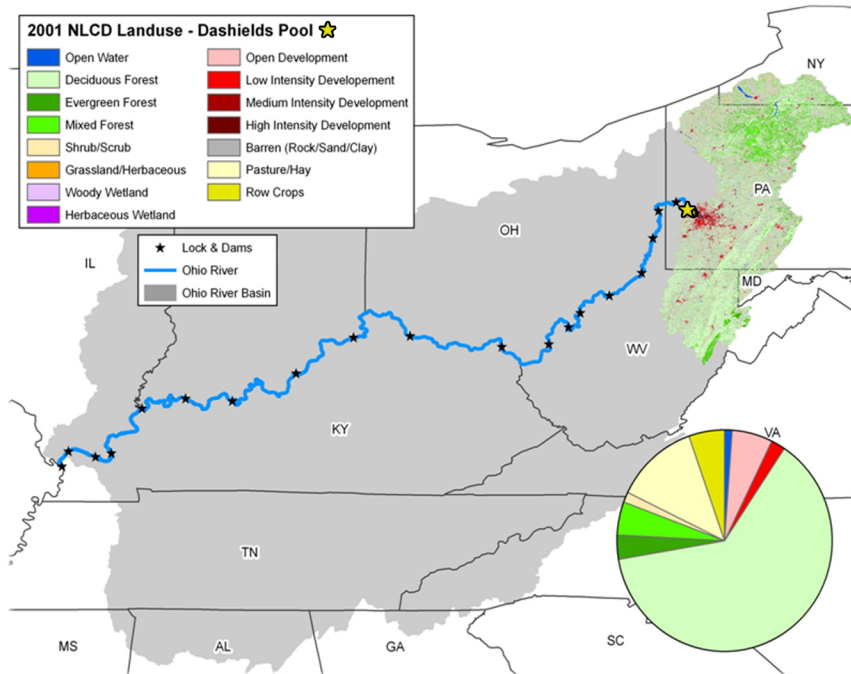 2001 NLCD Landuse - Dashields Pool
Open Water
Deciduous Forest
Evergreen Forest
Mixed Forest
Shrub/Scrub
Grassland/Herbaceous
Woody Wetland
Herbaceous Wetland
Open Development
Low Intensity Developement
Medium Intensity Development
High Intensity Development
Barren (Rock/Sand/Clay)
Pasture/Hay
Row Crops
Lock & Dams
Ohio River
Ohio River Basin
NY
PA
OH
IL
MD
WV
KY
VA
TN
MS
AL
GA
SC